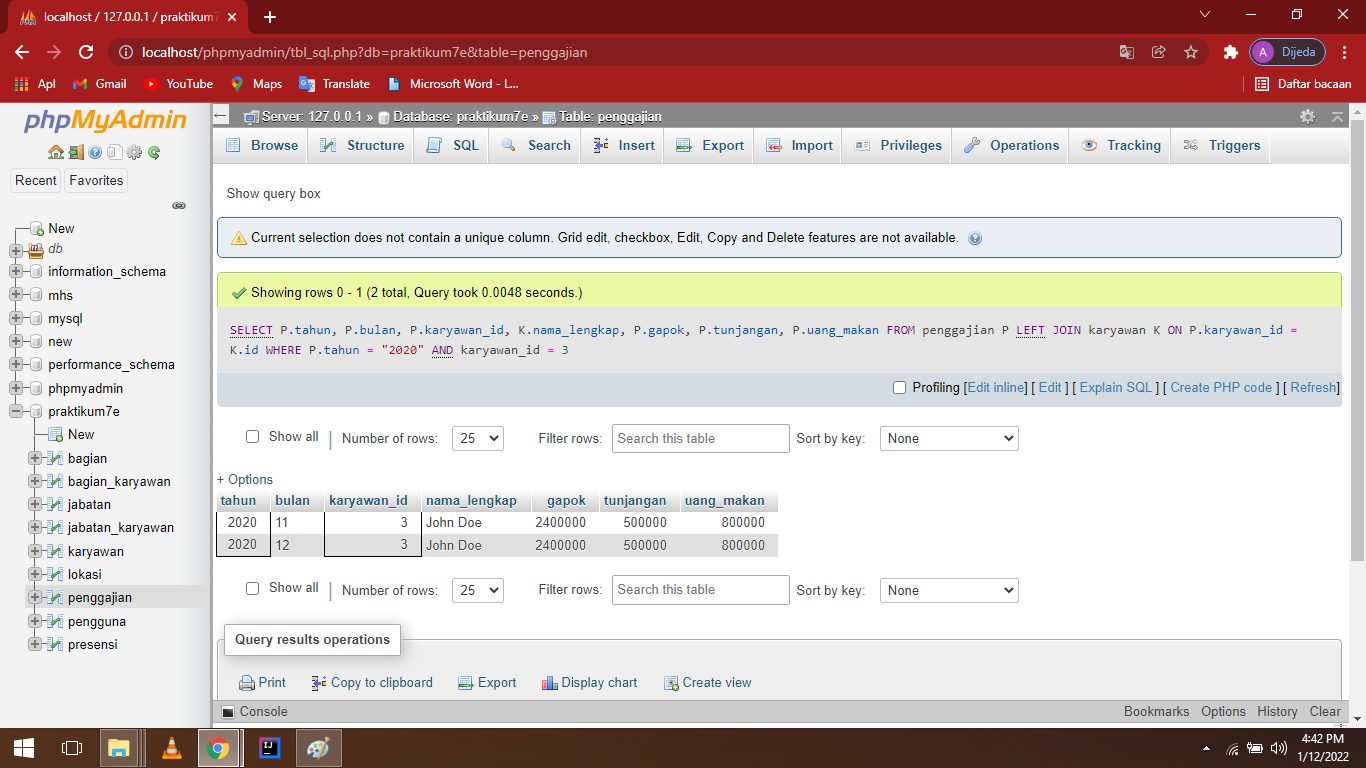 localhost / 127.0.0.1 / praktikum7
localhost/phpmyadmin/tbl_sql.php?db=praktikum7e&table=penggajian
A Dijeda
Apl Gmail YouTube Maps Translate Microsoft Word - L... Daftar bacaan
phpMyAdmin
Recent Favorites
New
db
information_schema
mhs
mysql
new
performance_schema
phpmyadmin
praktikum7e
New
bagian
bagian_karyawan
jabatan
jabatan_karyawan
karyawan
lokasi
penggajian
pengguna
presensi
Server: 127.0.0.1 » Database: praktikum7e » Table: penggajian
Browse Structure SQL Search Insert Export Import Privileges Operations Tracking Triggers
Show query box
Current selection does not contain a unique column. Grid edit, checkbox, Edit, Copy and Delete features are not available.
Showing rows 0 - 1 (2 total, Query took 0.0048 seconds.)
SELECT P.tahun, P.bulan, P.karyawan_id, K.nama_lengkap, P.gapok, P.tunjangan, P.uang_makan FROM penggajian P LEFT JOIN karyawan K ON P.karyawan_id =
K.id WHERE P.tahun = "2020" AND karyawan_id = 3
Profiling [Edit inline] [ Edit ] [ Explain SQL ] [ Create PHP code ] [ Refresh]
Show all | Number of rows: 25 Filter rows: Search this table Sort by key: None
+ Options
tahun bulan karyawan_id nama_lengkap gapok tunjangan uang_makan
2020 11 3 John Doe 2400000 500000 800000
2020 12 3 John Doe 2400000 500000 800000
Show all | Number of rows: 25 Filter rows: Search this table Sort by key: None
Query results operations
Print Copy to clipboard Export Display chart Create view
Console Bookmarks Options History Clear
4:42 PM
1/12/2022